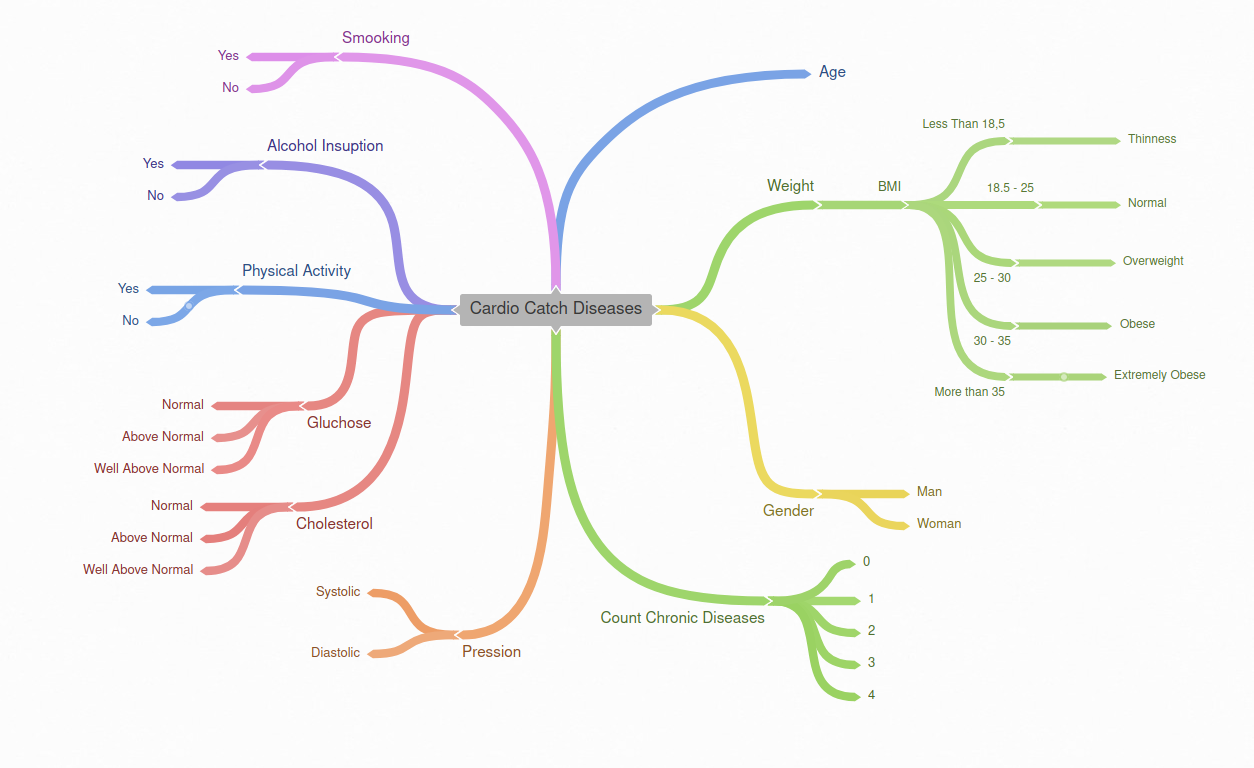 Smooking
Yes
No
Alcohol Insuption
Yes
No
Physical Activity
Yes
No
Gluchose
Normal
Above Normal
Well Above Normal
Cholesterol
Normal
Above Normal
Well Above Normal
Pression
Systolic
Diastolic
Cardio Catch Diseases
Age
Weight
BMI
Less Than 18,5
Thinness
18.5 - 25
Normal
25 - 30
Overweight
30 - 35
Obese
More than 35
Extremely Obese
Gender
Man
Woman
Count Chronic Diseases
0
1
2
3
4